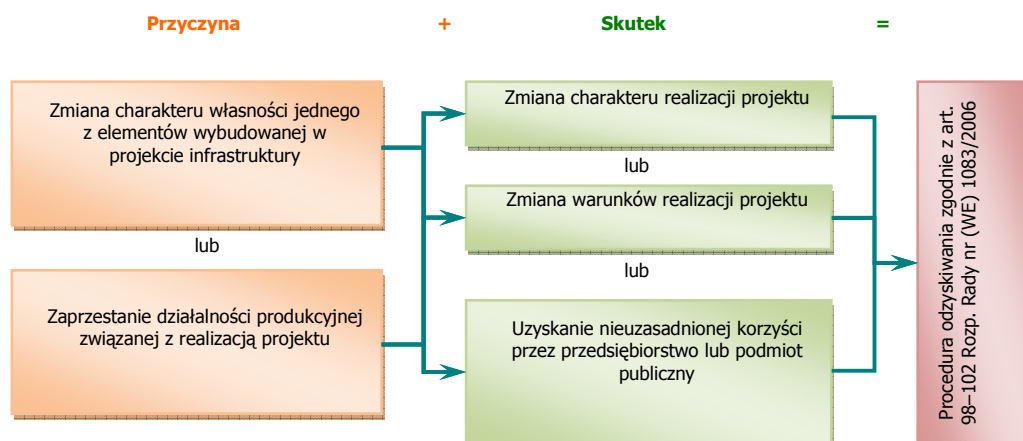 Przyczyna + Skutek =
Zmiana charakteru własności jednego
z elementów wybudowanej w
projekcie infrastruktury
lub
Zaprzestanie działalności produkcyjnej
związanej z realizacją projektu
Zmiana charakteru realizacji projektu
lub
Zmiana warunków realizacji projektu
lub
Uzyskanie nieuzasadnionej korzyści
przez przedsiębiorstwo lub podmiot
publiczny
Procedura odzyskiwania zgodnie z art.
98–102 Rozp. Rady nr (WE) 1083/2006